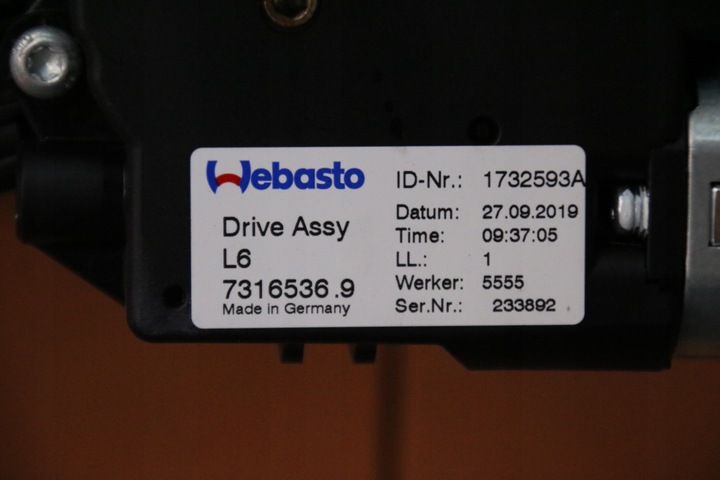 Webasto
Drive Assy
L6
7316536.9
Made in Germany
ID-Nr.: 1732593A
Datum: 27.09.2019
Time: 09:37:05
LL.: 1
Werker: 5555
Ser.Nr.: 233892